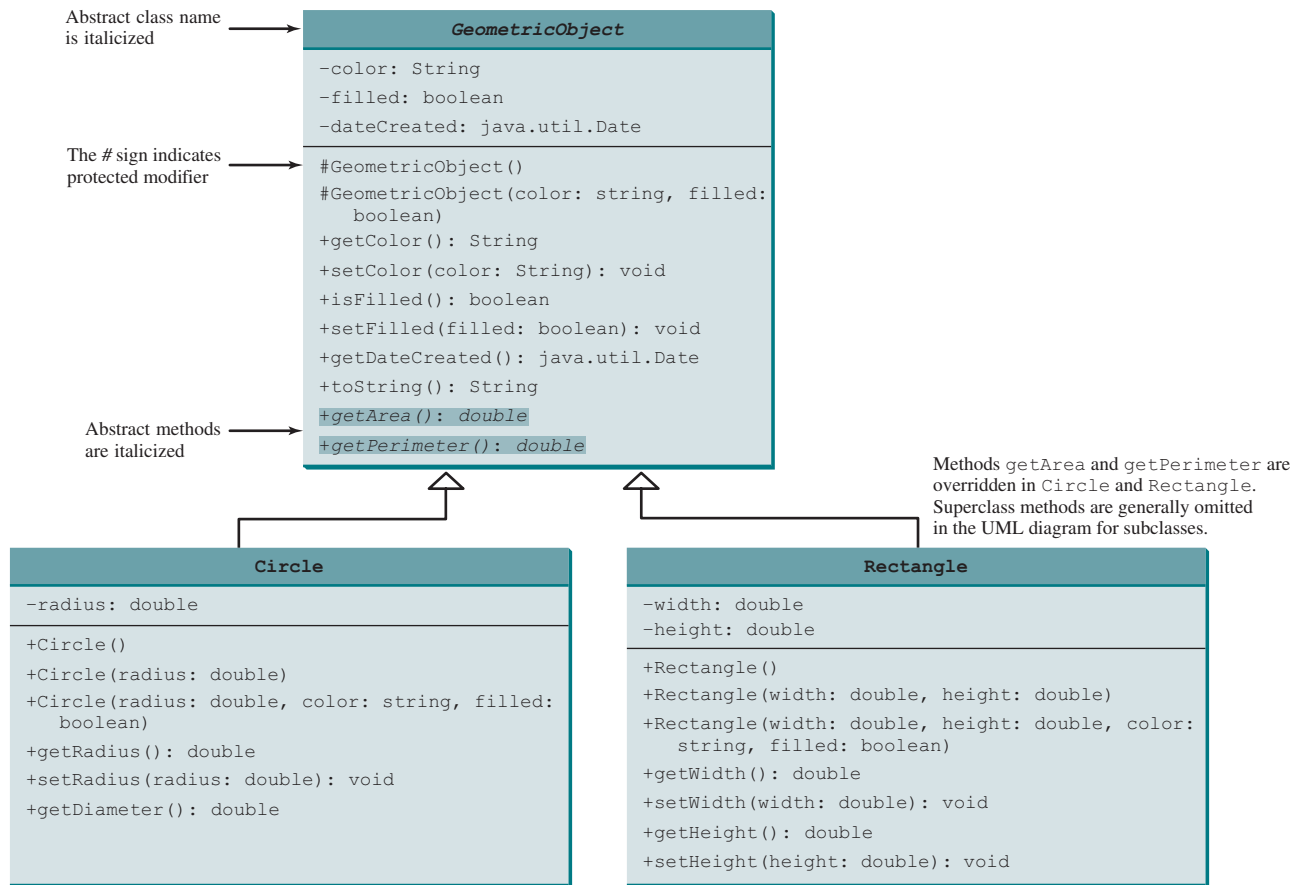 Abstract class name
is italicized
GeometricObject
-color: String
-filled: boolean
-dateCreated: java.util.Date
The # sign indicates
protected modifier
#GeometricObject()
#GeometricObject(color: string, filled:
boolean)
+getColor(): String
+setColor(color: String): void
+isFilled(): boolean
+setFilled(filled: boolean): void
+getDateCreated(): java.util.Date
+toString(): String
+getArea(): double
Abstract methods
are italicized
+getPerimeter(): double
Methods getArea and getPerimeter are
overridden in Circle and Rectangle.
Superclass methods are generally omitted
in the UML diagram for subclasses.
Circle
-radius: double
+Circle()
+Circle(radius: double)
+Circle(radius: double, color: string, filled:
boolean)
+getRadius(): double
+setRadius(radius: double): void
+getDiameter(): double
Rectangle
-width: double
-height: double
+Rectangle()
+Rectangle(width: double, height: double)
+Rectangle(width: double, height: double, color:
string, filled: boolean)
+getWidth(): double
+setWidth(width: double): void
+getHeight(): double
+setHeight(height: double): void